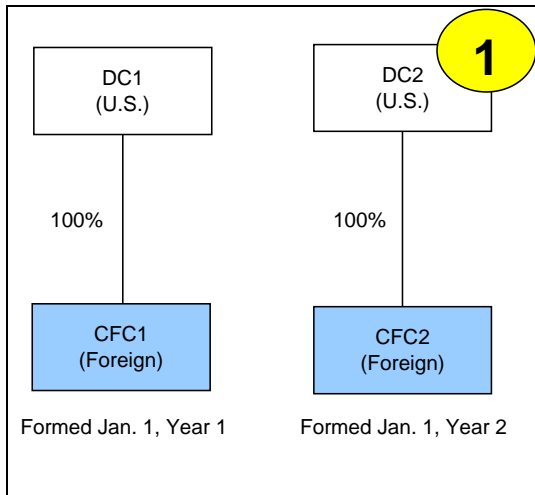 DC1
(U.S.)
DC2
(U.S.)
1
100%
100%
CFC1
(Foreign)
CFC2
(Foreign)
Formed Jan. 1, Year 1
Formed Jan. 1, Year 2